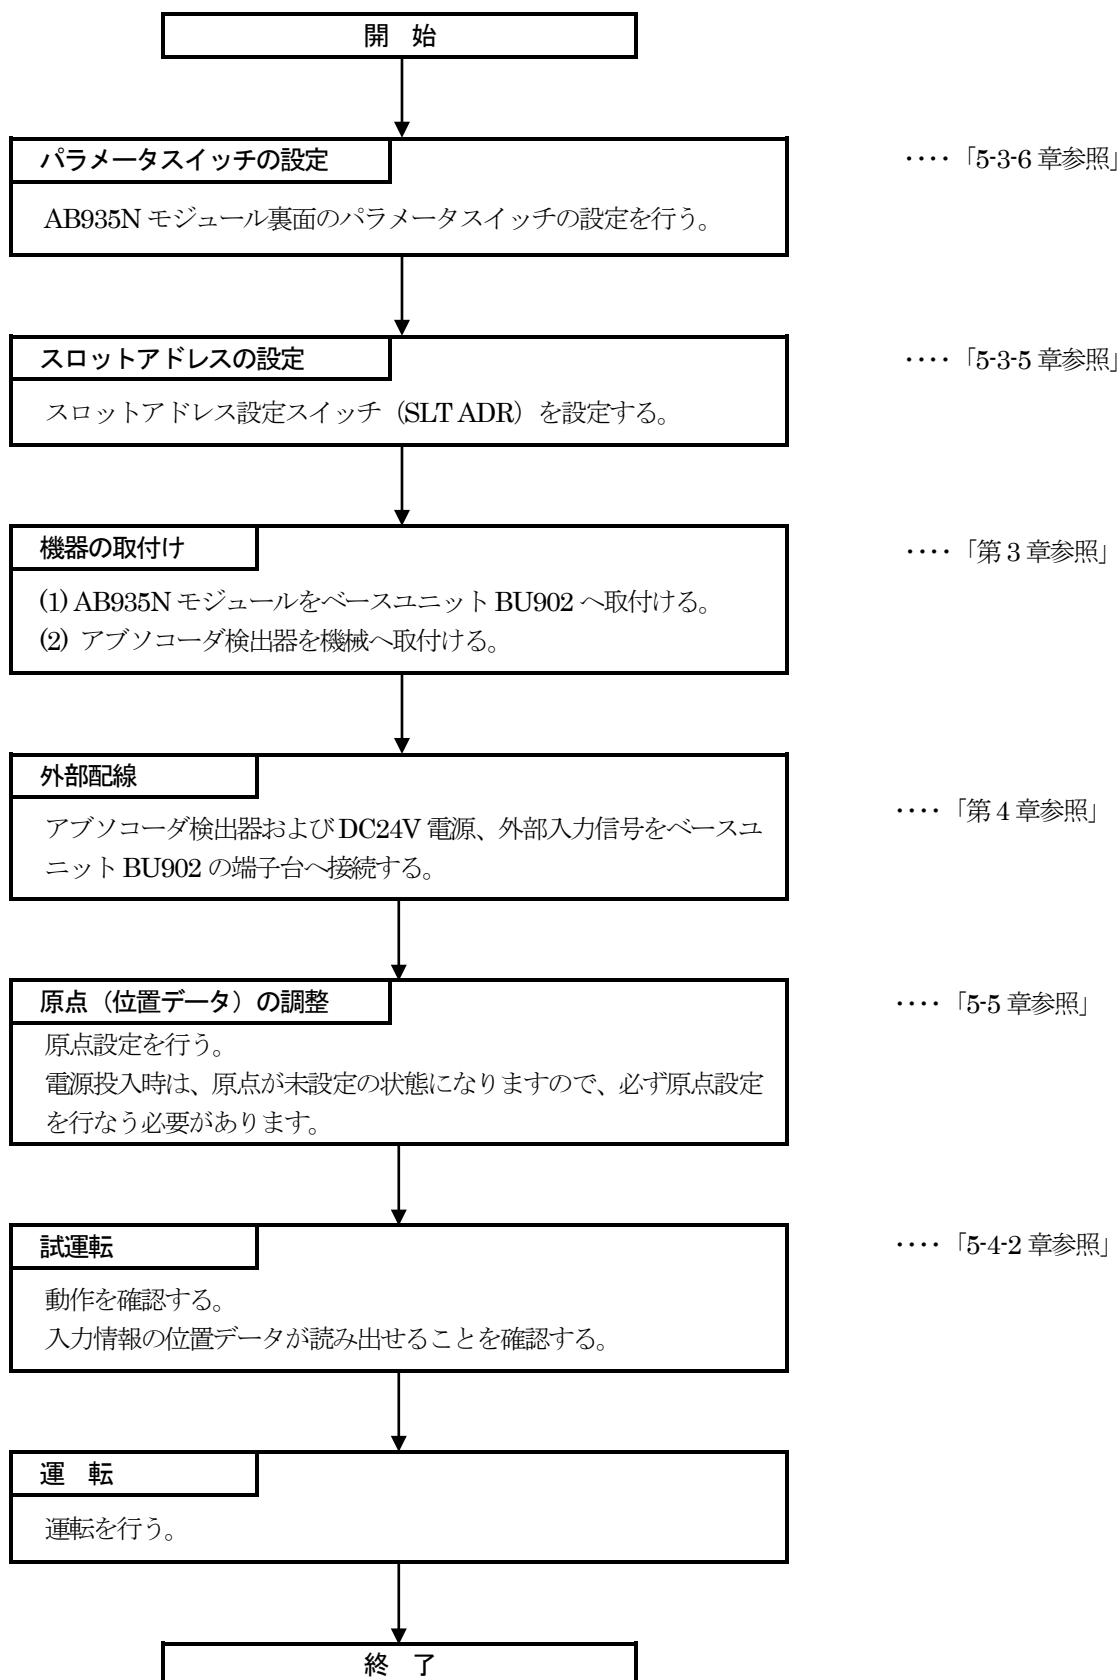 開　始
パラメータスイッチの設定
････「5-3-6 章参照」
AB935N モジュール裏面のパラメータスイッチの設定を行う。
スロットアドレスの設定
････「5-3-5 章参照」
スロットアドレス設定スイッチ（SLT ADR）を設定する。
機器の取付け
････「第 3 章参照」
(1) AB935N モジュールをベースユニット BU902 へ取付ける。
(2) アブソコーダ検出器を機械へ取付ける。
外部配線
････「第 4 章参照」
アブソコーダ検出器および DC24V 電源、外部入力信号をベースユ
ニット BU902 の端子台へ接続する。
原点（位置データ）の調整
････「5-5 章参照」
原点設定を行う。
電源投入時は、原点が未設定の状態になりますので、必ず原点設定
を行なう必要があります。
試運転
････「5-4-2 章参照」
動作を確認する。
入力情報の位置データが読み出せることを確認する。
運　転
運転を行う。
終　了